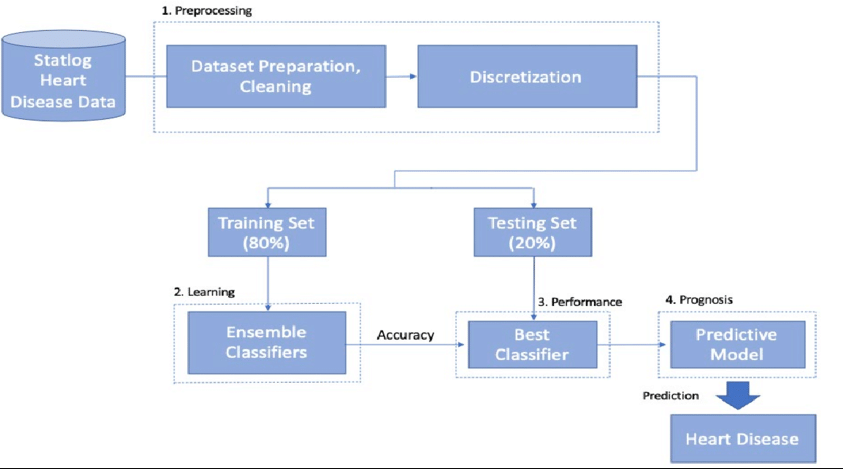 1. Preprocessing
Statlog
Heart
Disease Data
Dataset Preparation,
Cleaning
Discretization
Training Set
(80%)
Testing Set
(20%)
2. Learning
3. Performance
4. Prognosis
Ensemble
Classifiers
Accuracy
Best
Classifier
Predictive
Model
Prediction
Heart Disease